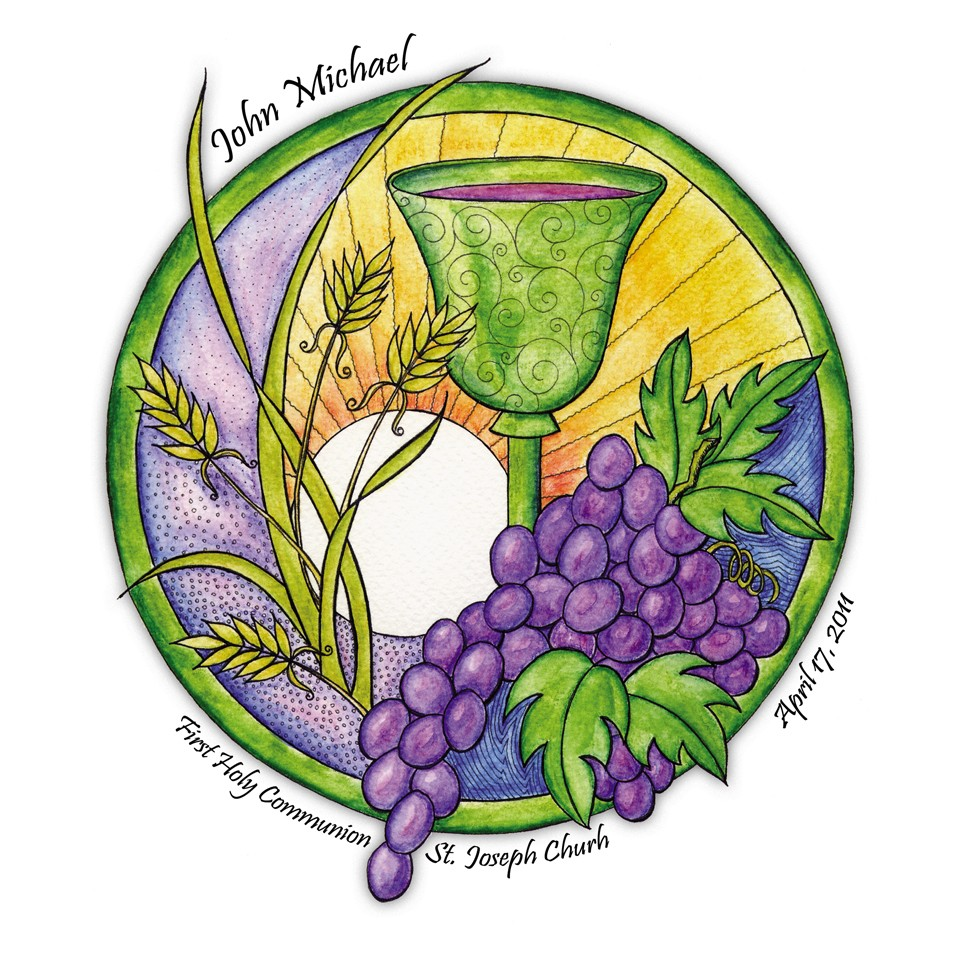 John Michael
First Holy Communion
St. Joseph Churh
April 17, 2011